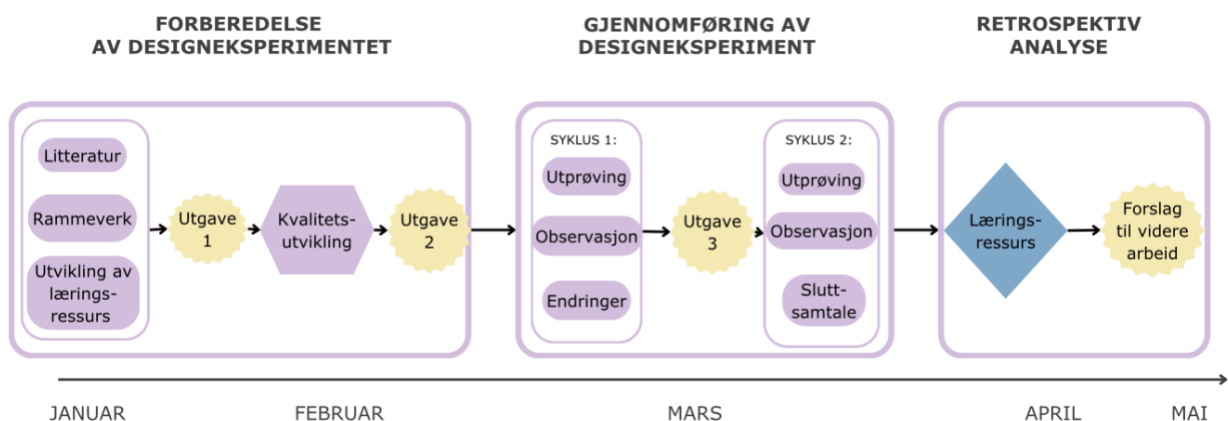 FORBEREDELSE
AV DESIGNEKSPERIMENTET
GJENNOMFØRING AV
DESIGNEKSPERIMENT
RETROSPEKTIV
ANALYSE
Litteratur
Rammeverk
Utvikling av
lærings-
ressurs
Utgave
1
Kvalitets-
utvikling
Utgave
2
SYKLUS 1:
Utprøving
Observasjon
Endringer
Utgave
3
SYKLUS 2:
Utprøving
Observasjon
Slutt-
samtale
Lærings-
ressurs
Forslag
til videre
arbeid
JANUAR
FEBRUAR
MARS
APRIL
MAI